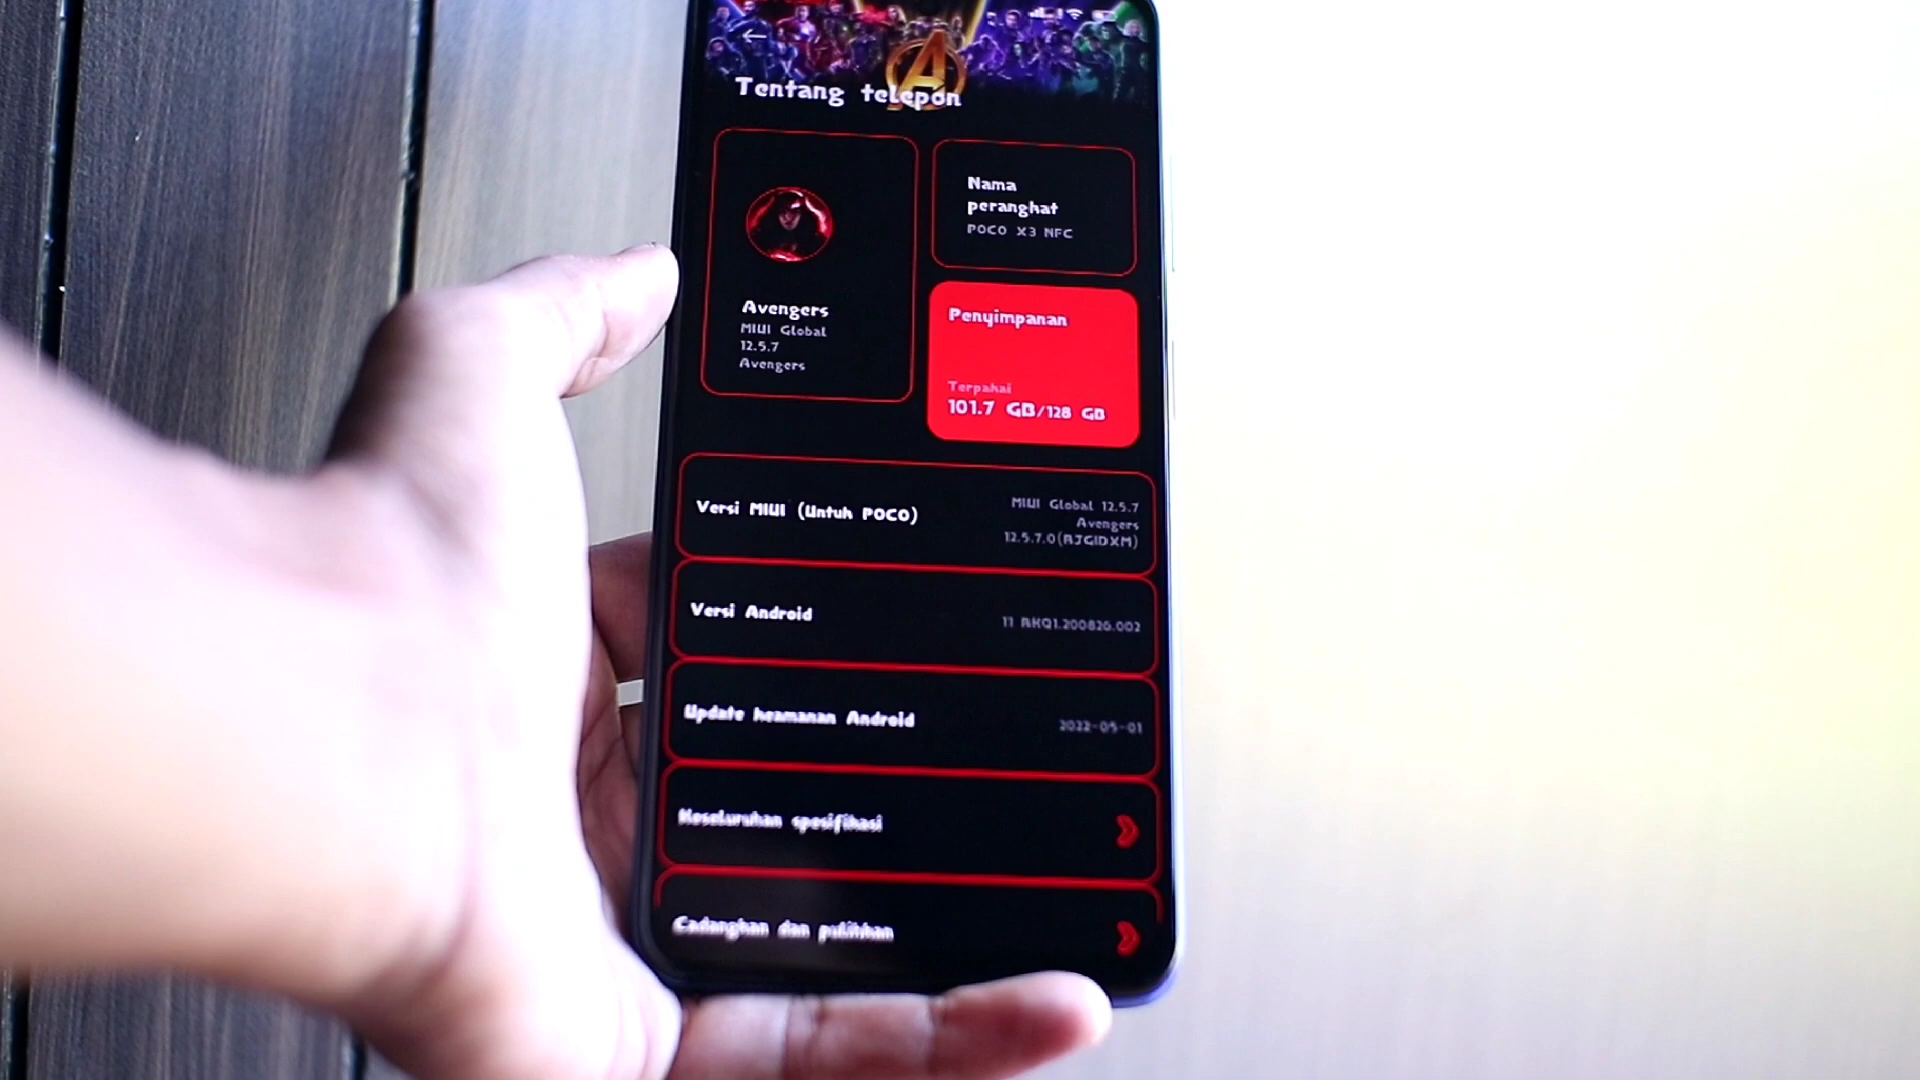 Tentang telepon
Avengers
MIUI Global
12.5.7
Avengers
Nama
perangkat
POCO X3 NFC
Penyimpanan
Terpakai
101.7 GB/128 GB
Versi MIUI (Untuk POCO)
MIUI Global 12.5.7
Avengers
12.5.7.0(RJGIDXM)
Versi Android
11 RKQ1.200826.002
Update keamanan Android
2022-05-01
Keseluruhan spesifikasi
Cadangkan dan pulihkan